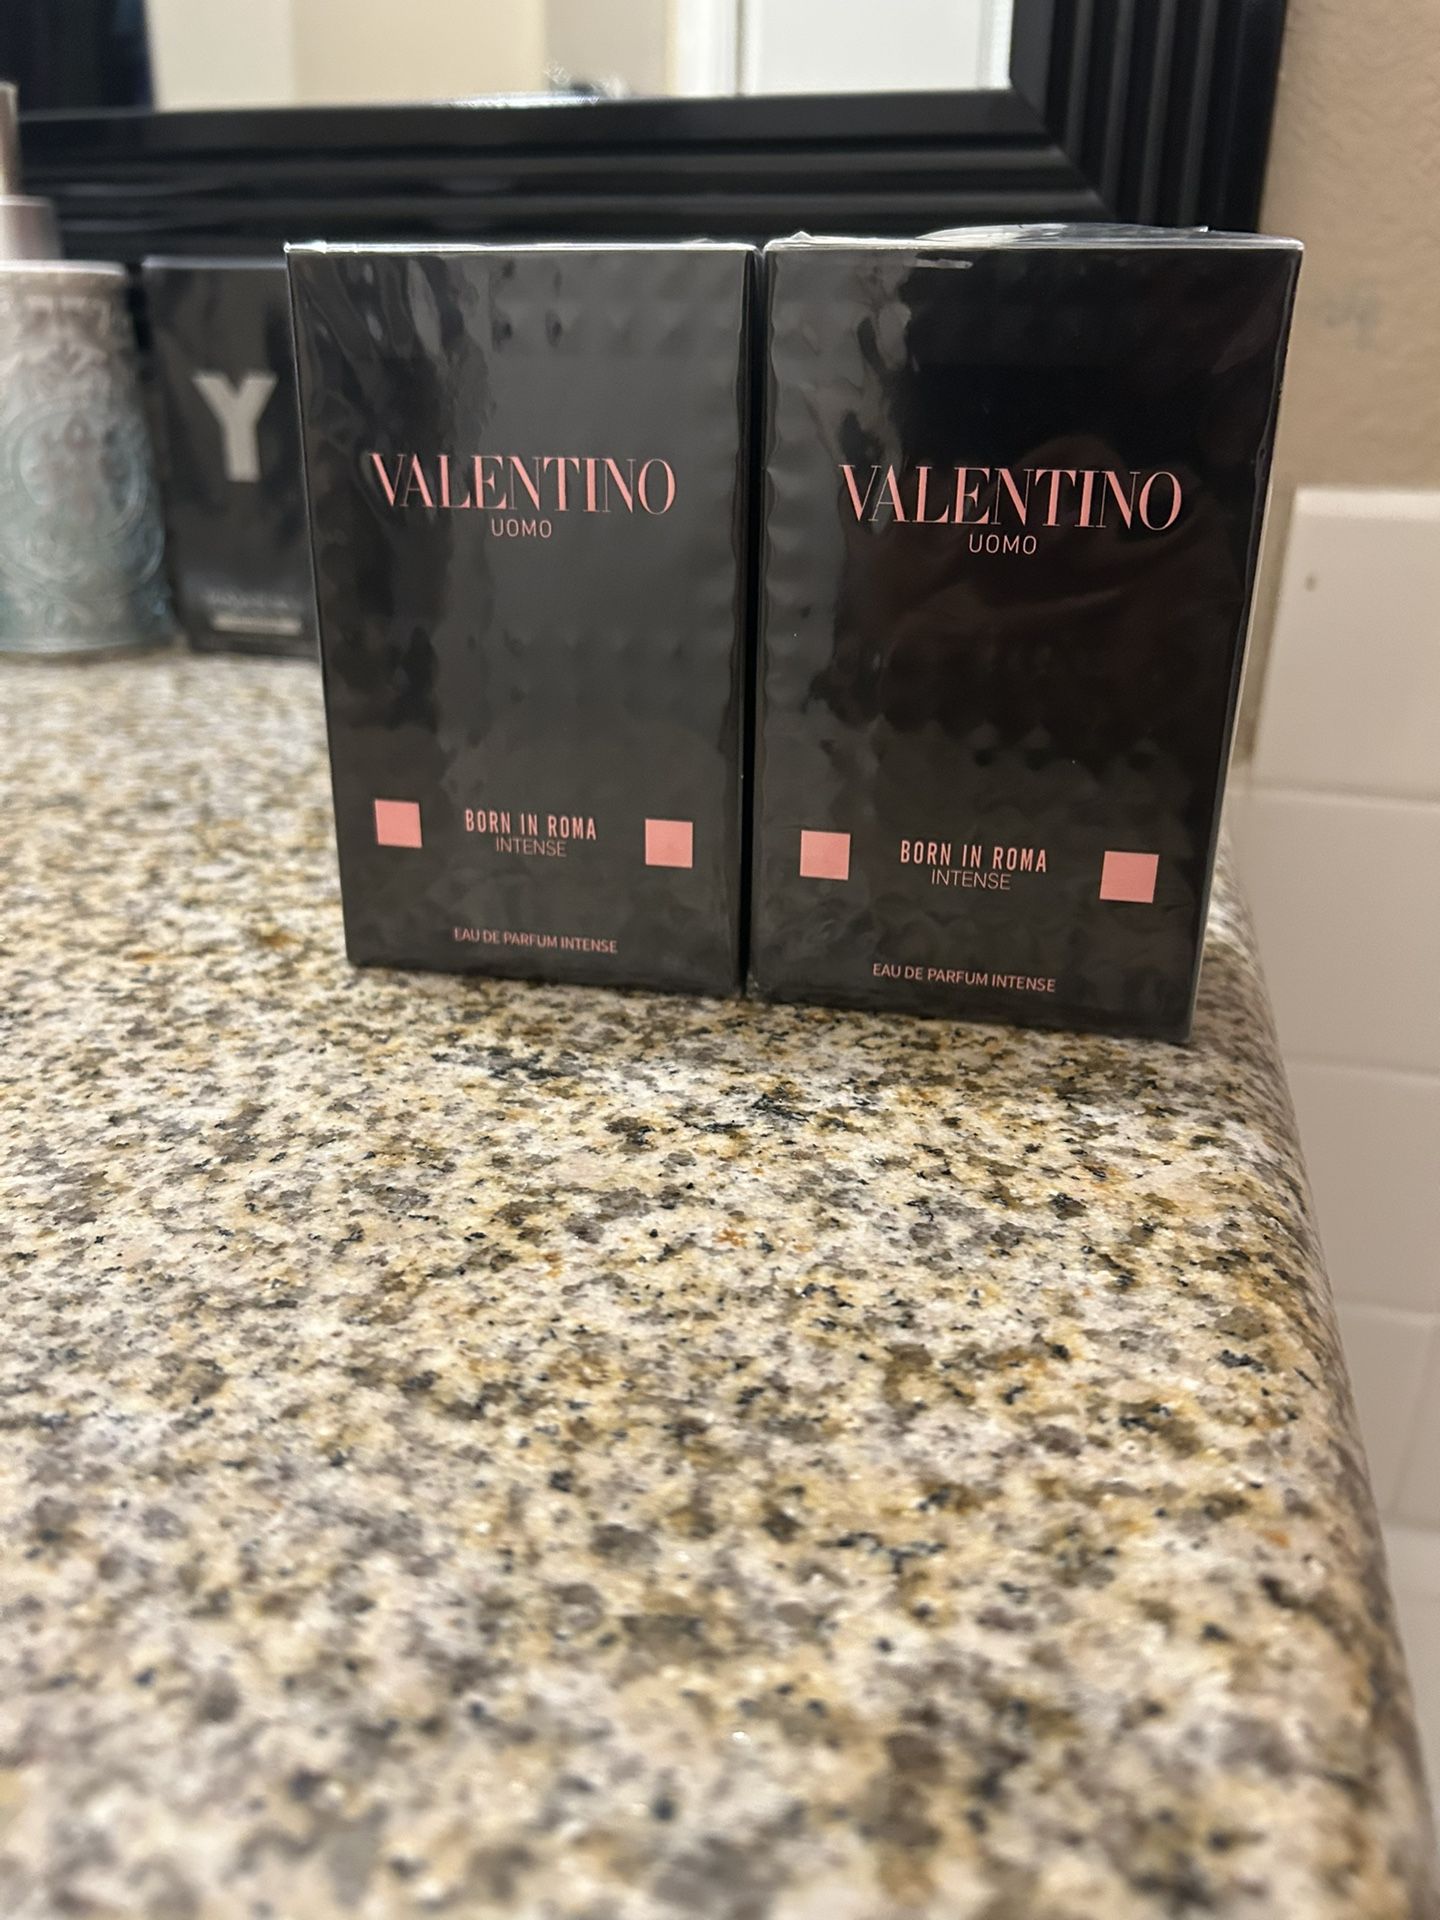 Y
VALENTINO
UOMO
BORN IN ROMA
INTENSE
EAU DE PARFUM INTENSE
VALENTINO
UOMO
BORN IN ROMA
INTENSE
EAU DE PARFUM INTENSE